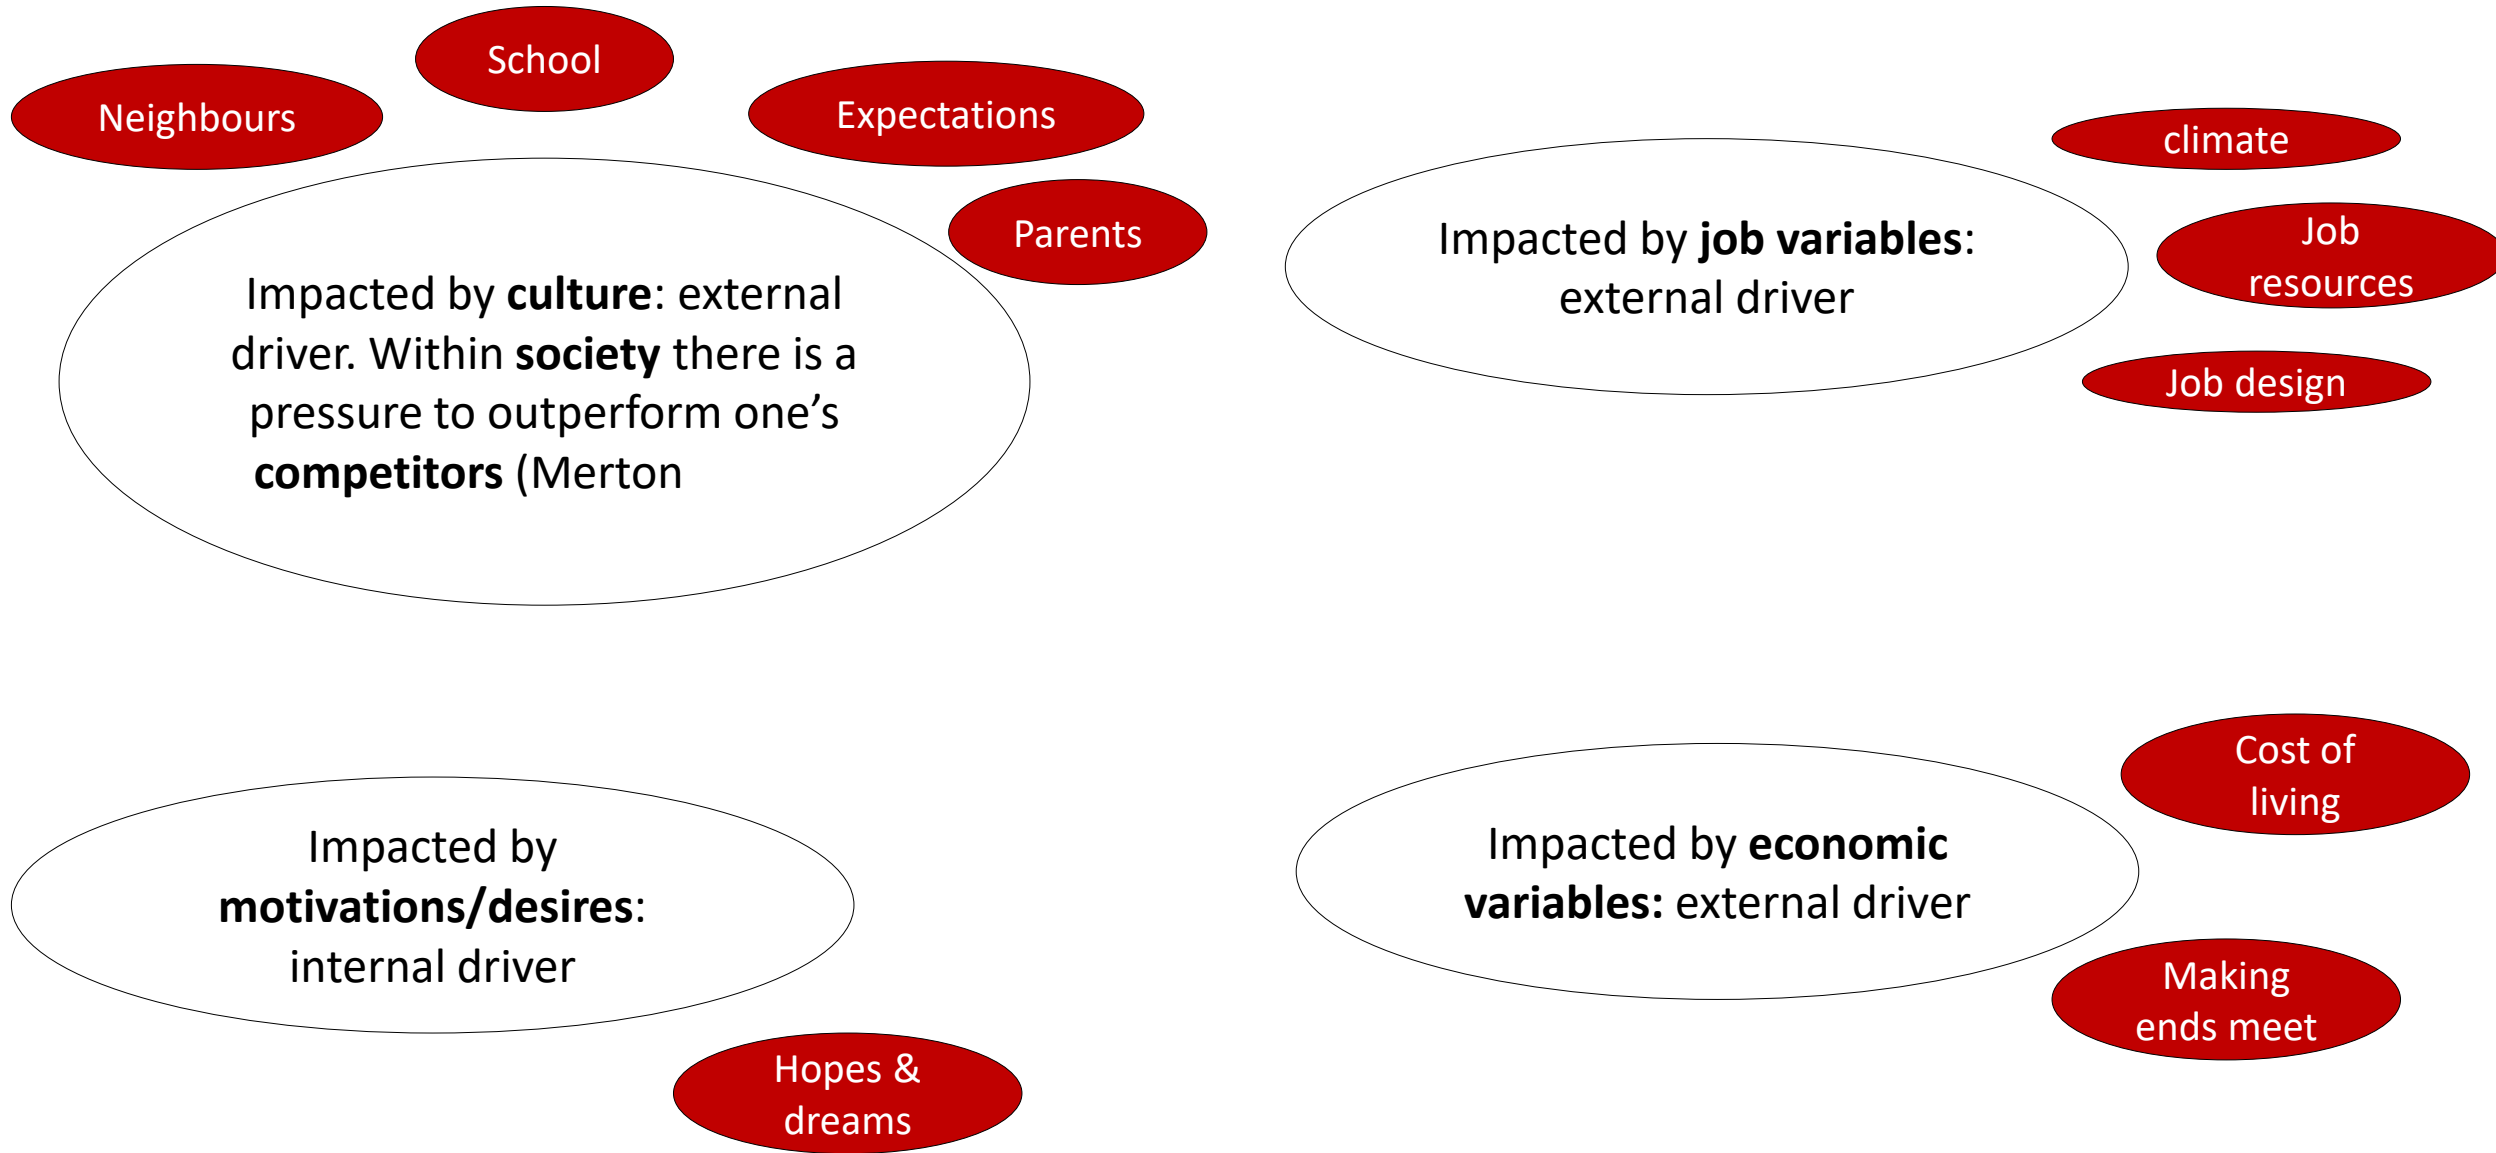 School
Neighbours
Expectations
Parents
Impacted by culture: external
driver. Within society there is a
pressure to outperform one’s
competitors (Merton
climate
Impacted by job variables:
external driver
Job
resources
Job design
Impacted by
motivations/desires:
internal driver
Hopes &
dreams
Cost of
living
Impacted by economic
variables: external driver
Making
ends meet